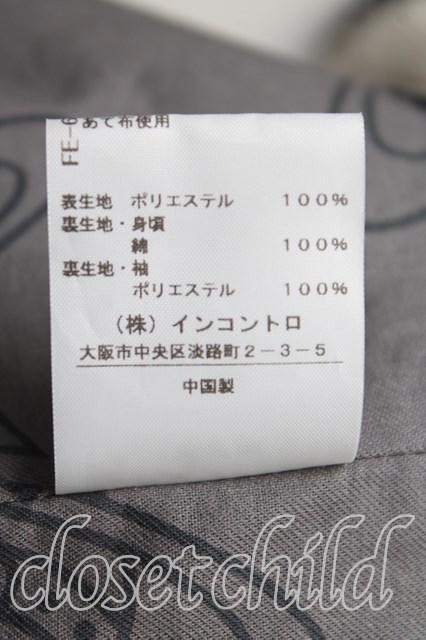 あて布使用
FE-6
表生地 ポリエステル 100%
裏生地・身頃
綿 100%
裏生地・袖
ポリエステル 100%
(株)インコントロ
大阪市中央区淡路町2-3-5
中国製
closetchild